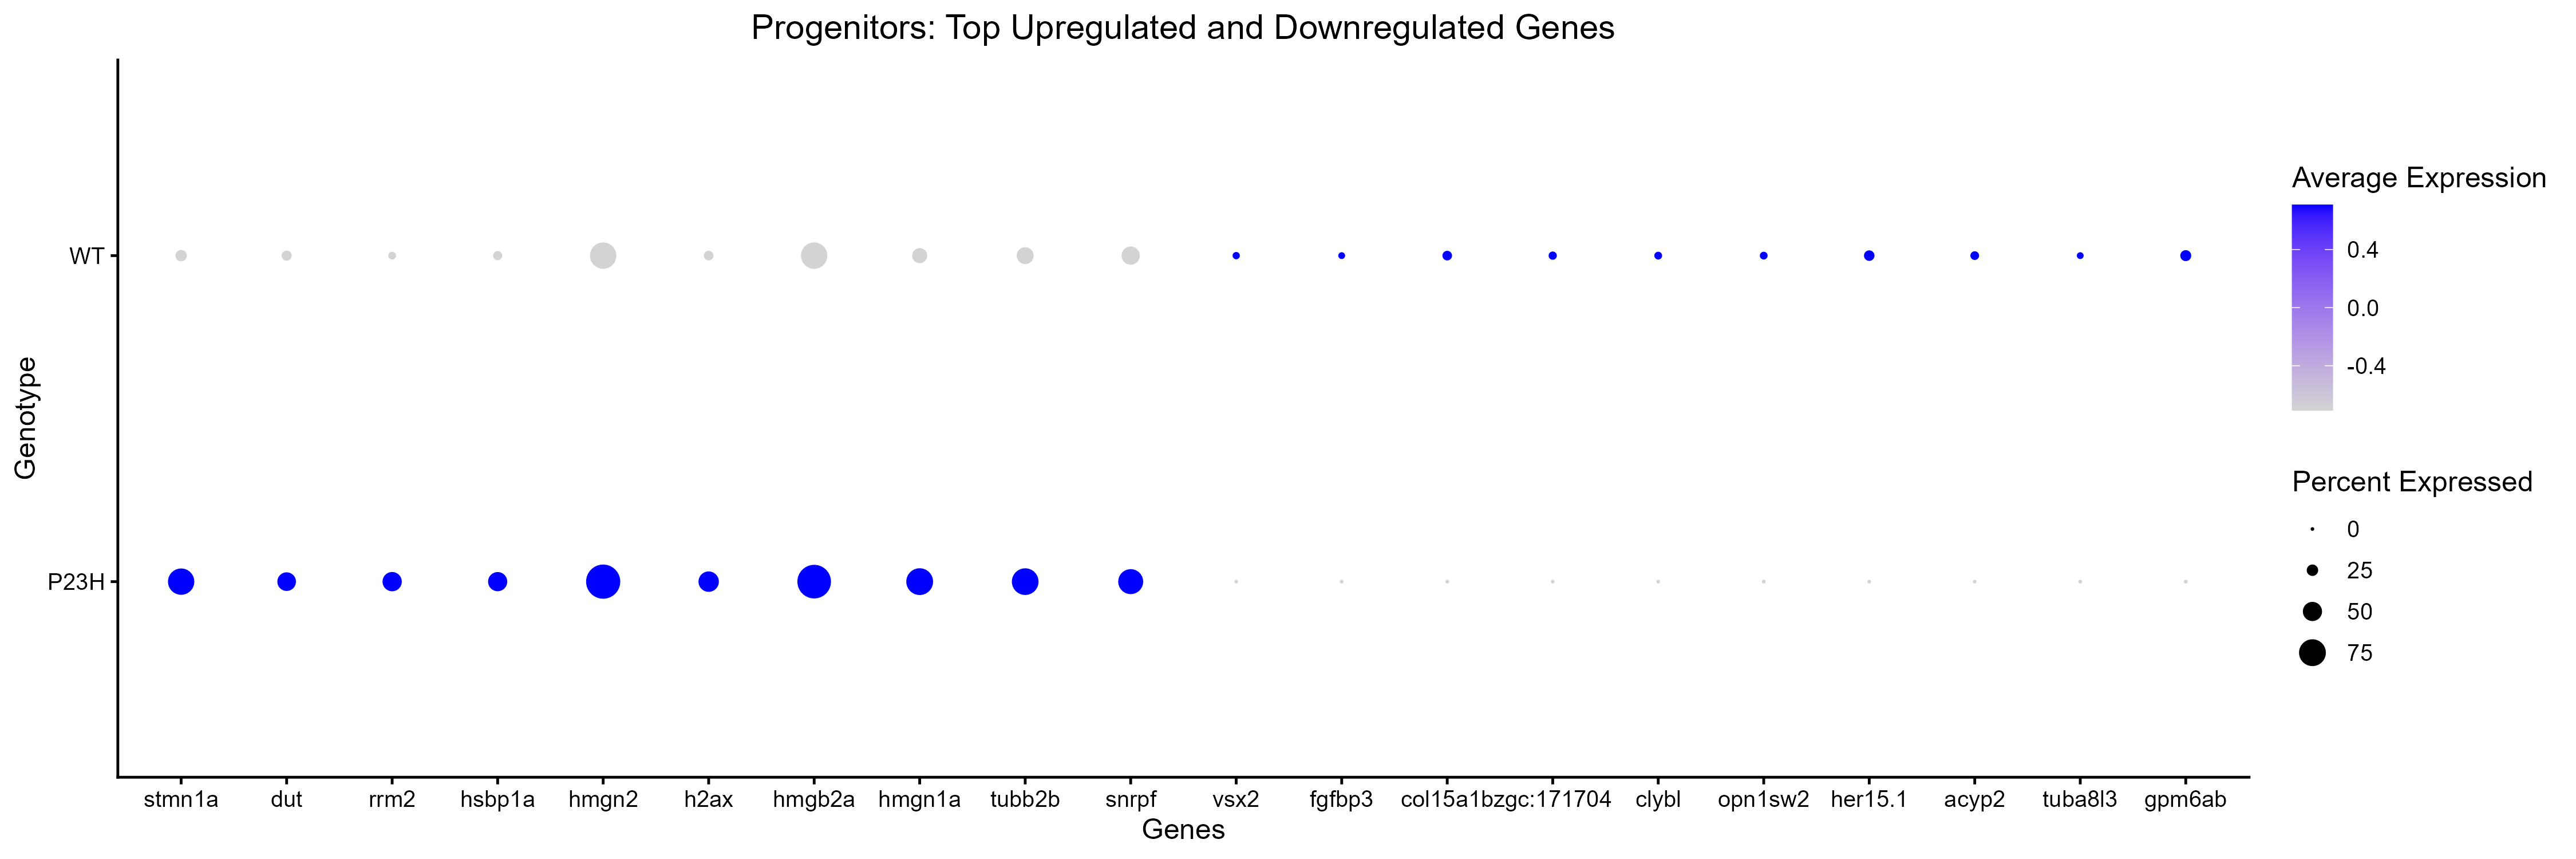 Progenitors: Top Upregulated and Downregulated Genes
Genotype
WT
P23H
stmn1a dut rrm2 hsbp1a hmgn2 h2ax hmgb2a hmgn1a tubb2b snrpf vsx2 fgfbp3 col15a1b zgc:171704 clybl opn1sw2 her15.1 acyp2 tuba8l3 gpm6ab
Genes
Average Expression
0.4
0.0
-0.4
Percent Expressed
0
25
50
75